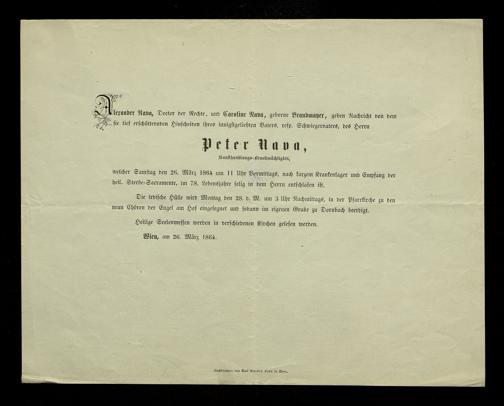 Alexander Nava, Doctor der Rechte, und Caroline Nava, geborne Brandmayer, geben Nachricht von dem
sie tief erschütternden Hinscheiden ihres innigstgeliebten Vaters, resp. Schwiegervaters, des Herrn
Peter Nava,
Großhandlungs-Bevollmächtigter,
welcher Samstag den 26. März 1864 um 11 Uhr Vormittags, nach kurzem Krankenlager und Empfang der
heil. Sterbe-Sacramente, im 78. Lebensjahre selig in dem Herrn entschlafen ist.
Die irdische Hülle wird Montag den 28. d. M. um 3 Uhr Nachmittags, in der Pfarrkirche zu den
neun Chören der Engel am Hof eingesegnet und sodann im eigenen Grabe zu Dornbach beerdigt.
Heilige Seelenmessen werden in verschiedenen Kirchen gelesen werden.
Wien, am 26. März 1864.